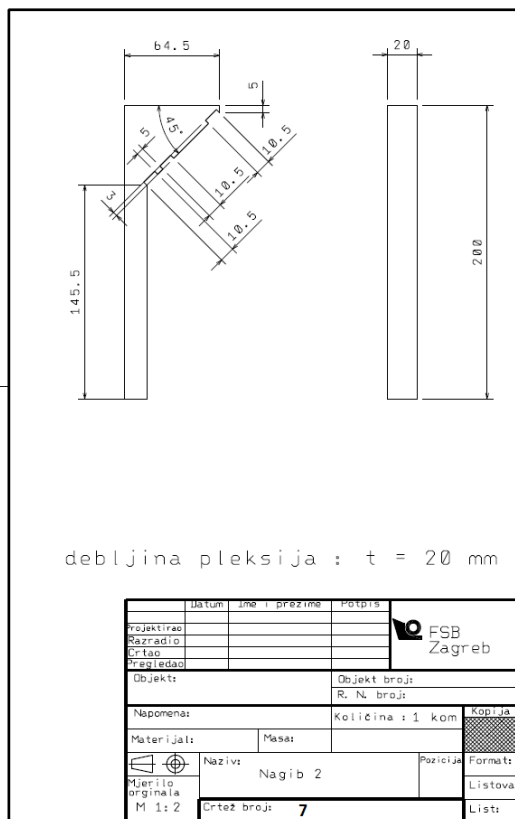 64.5
20
5
45°
5
10.5
3
10.5
10.5
145.5
200
debljina pleksija : t = 20 mm
Datum Ime i prezime Potpis
Projektirao
Razradio
Crtao
Pregledao
FSB
Zagreb
Objekt:
Objekt broj:
R. N. broj:
Napomena:
Količina : 1 kom
Kopija
Materijal:
Masa:
Naziv:
Nagib 2
Pozicija
Format:
Mjerilo
orginala
M 1:2
Listova
Crtež broj: 7
List: